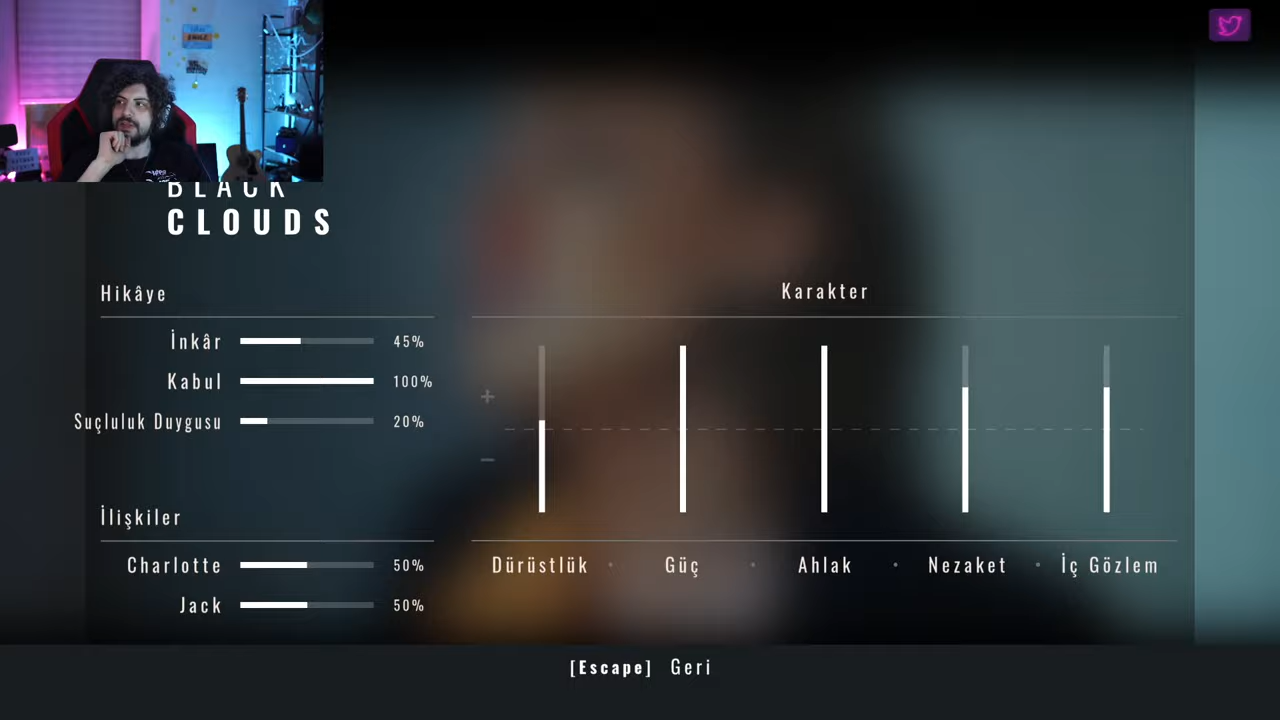 BLACK
CLOUDS
Hikâye
İnkâr 45%
Kabul 100%
Suçluluk Duygusu 20%
İlişkiler
Charlotte 50%
Jack 50%
Karakter
+
−
Dürüstlük • Güç • Ahlak • Nezaket • İç Gözlem
[Escape] Geri